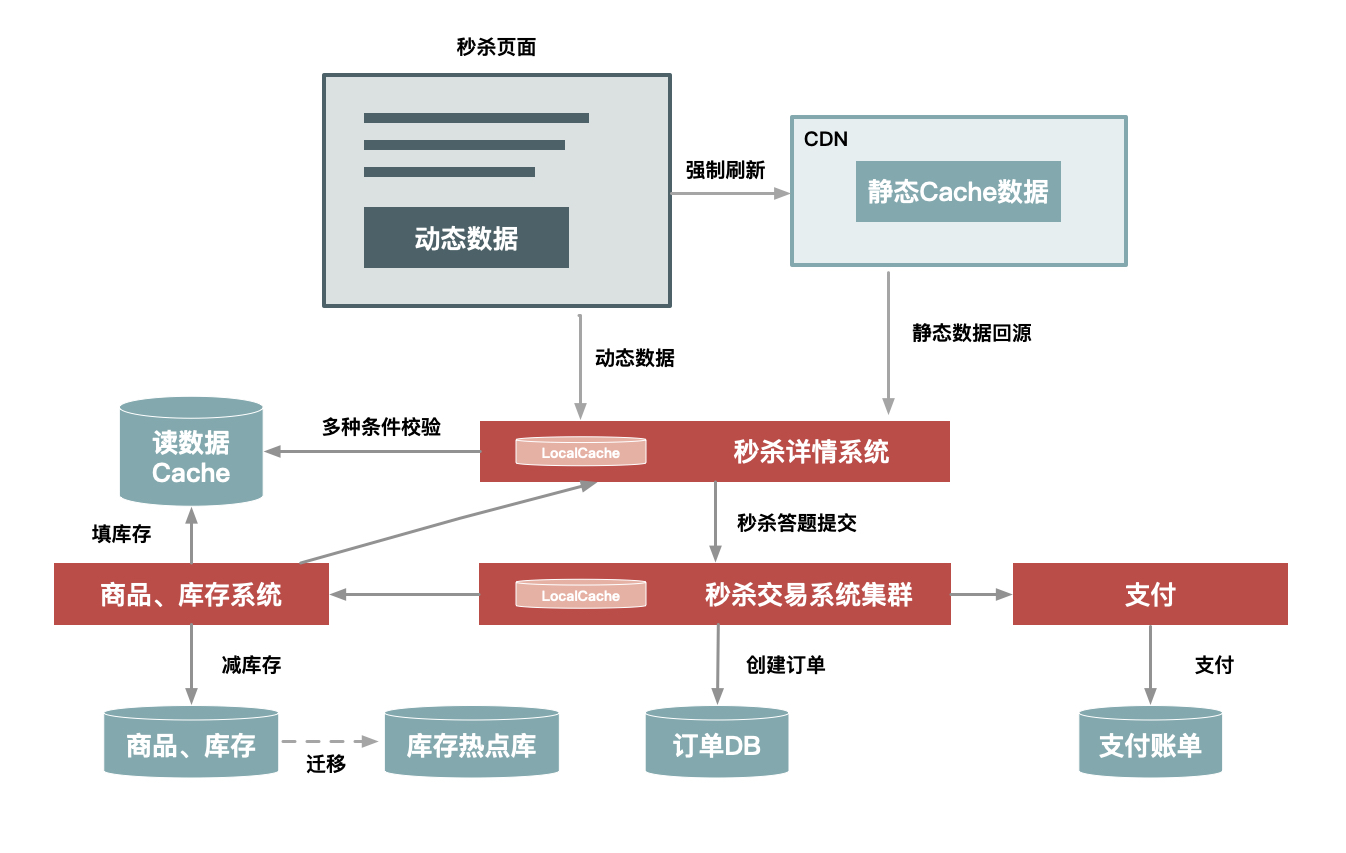 秒杀页面
CDN
静态Cache数据
强制刷新
动态数据
静态数据回源
动态数据
读数据
Cache
多种条件校验
LocalCache
秒杀详情系统
填库存
秒杀答题提交
商品、库存系统
LocalCache
秒杀交易系统集群
支付
减库存
创建订单
支付
商品、库存
迁移
库存热点库
订单DB
支付账单